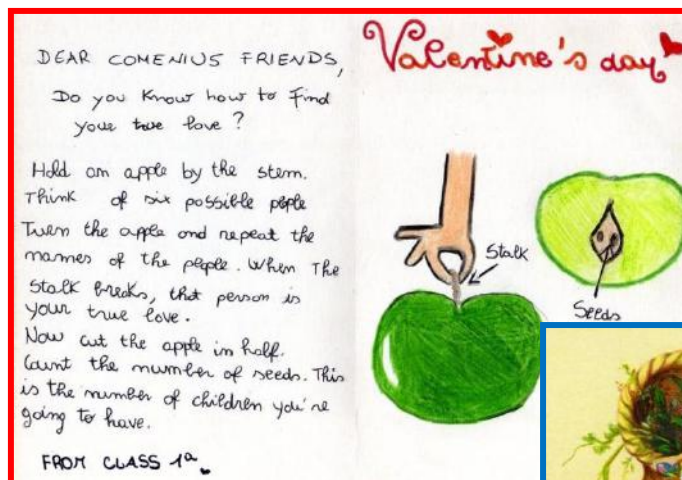 DEAR COMENIUS FRIENDS,
Do you know how to find
your true love?
Hold an apple by the stem.
Think of six possible pople
Turn the apple and repeat the
names of the people. When The
stalk breaks, that person is
your true love.
Now cut the apple in half.
Count the number of seeds. This
is the number of children you're
going to have.
FROM CLASS 1a
Valentine's day
Stalk
Seeds